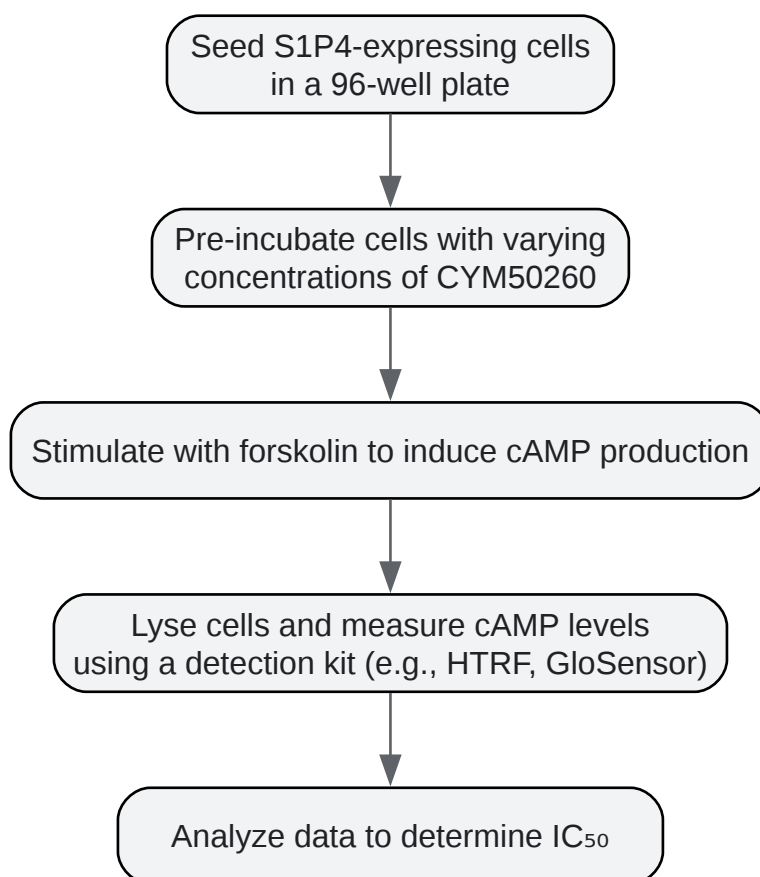 Seed S1P4-expressing cells
in a 96-well plate
Pre-incubate cells with varying
concentrations of CYM50260
Stimulate with forskolin to induce cAMP production
Lyse cells and measure cAMP levels
using a detection kit (e.g., HTRF, GloSensor)
Analyze data to determine IC₅₀